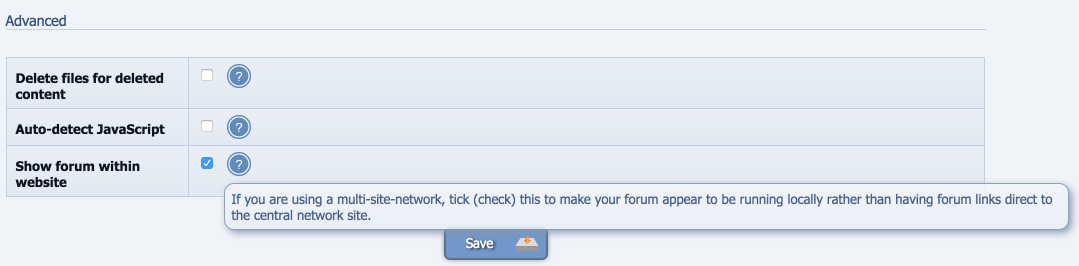 Advanced
Delete files for deleted
content
?
Auto-detect JavaScript
?
Show forum within
website
?
If you are using a multi-site-network, tick (check) this to make your forum appear to be running locally rather than having forum links direct to
the central network site.
Save